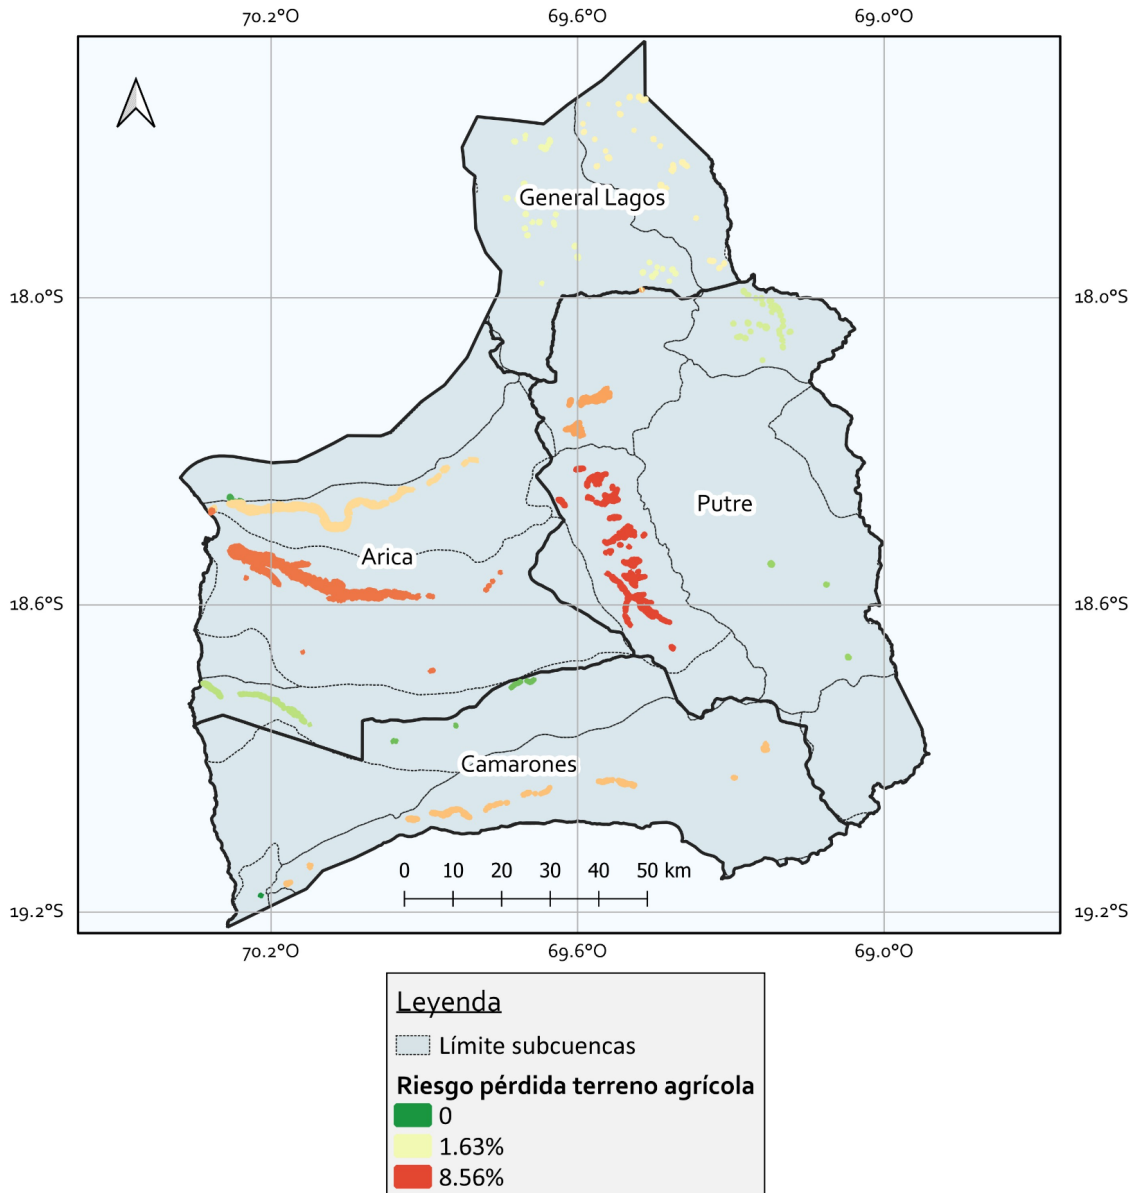 70.2°O 69.6°O 69.0°O
General Lagos
18.0°S 18.0°S
Putre
Arica
18.6°S 18.6°S
Camarones
0 10 20 30 40 50 km
19.2°S 19.2°S
70.2°O 69.6°O 69.0°O
Leyenda
Límite subcuencas
Riesgo pérdida terreno agrícola
0
1.63%
8.56%